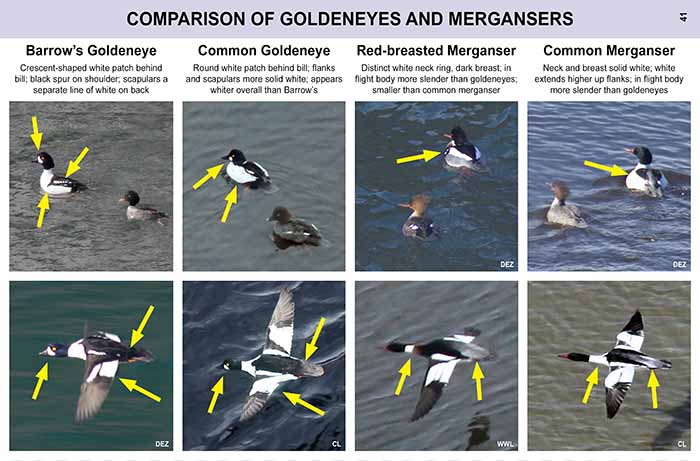 COMPARISON OF GOLDENEYES AND MERGANSERS
41
Barrow's Goldeneye
Crescent-shaped white patch behind
bill; black spur on shoulder; scapulars a
separate line of white on back
Common Goldeneye
Round white patch behind bill; flanks
and scapulars more solid white; appears
whiter overall than Barrow's
Red-breasted Merganser
Distinct white neck ring, dark breast; in
flight body more slender than goldeneyes;
smaller than common merganser
Common Merganser
Neck and breast solid white; white
extends higher up flanks; in flight body
more slender than goldeneyes
DEZ
DEZ
DEZ
CL
WWL
CL